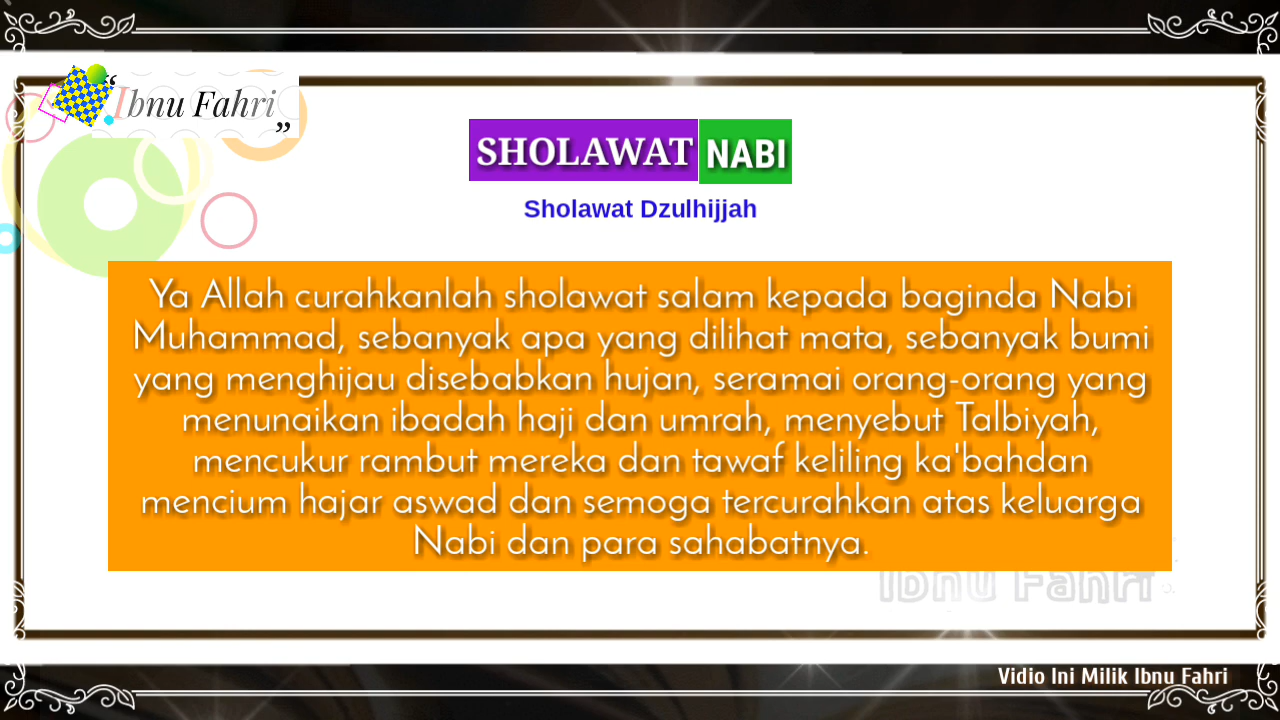 “Ibnu Fahri”
SHOLAWAT NABI
Sholawat Dzulhijjah
Ya Allah curahkanlah sholawat salam kepada baginda Nabi
Muhammad, sebanyak apa yang dilihat mata, sebanyak bumi
yang menghijau disebabkan hujan, seramai orang-orang yang
menunaikan ibadah haji dan umrah, menyebut Talbiyah,
mencukur rambut mereka dan tawaf keliling ka'bahdan
mencium hajar aswad dan semoga tercurahkan atas keluarga
Nabi dan para sahabatnya.
Ibnu Fahri
Vidio Ini Milik Ibnu Fahri